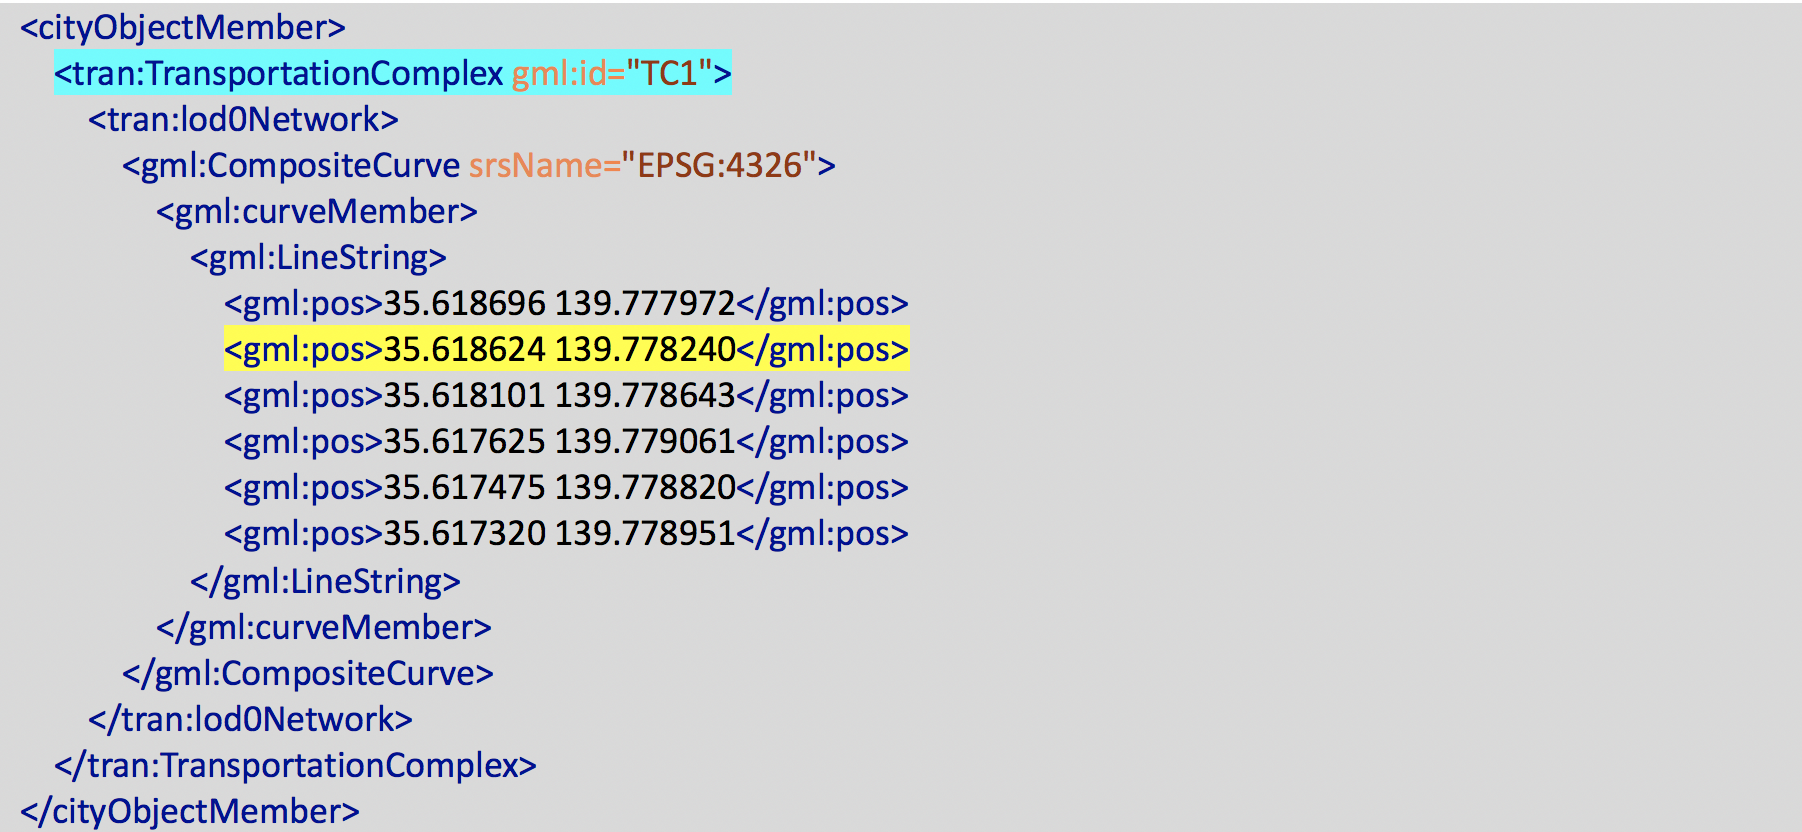 <cityObjectMember>
<tran:TransportationComplex gml:id="TC1">
<tran:lod0Network>
<gml:CompositeCurve srsName="EPSG:4326">
<gml:curveMember>
<gml:LineString>
<gml:pos>35.618696 139.777972</gml:pos>
<gml:pos>35.618624 139.778240</gml:pos>
<gml:pos>35.618101 139.778643</gml:pos>
<gml:pos>35.617625 139.779061</gml:pos>
<gml:pos>35.617475 139.778820</gml:pos>
<gml:pos>35.617320 139.778951</gml:pos>
</gml:LineString>
</gml:curveMember>
</gml:CompositeCurve>
</tran:lod0Network>
</tran:TransportationComplex>
</cityObjectMember>